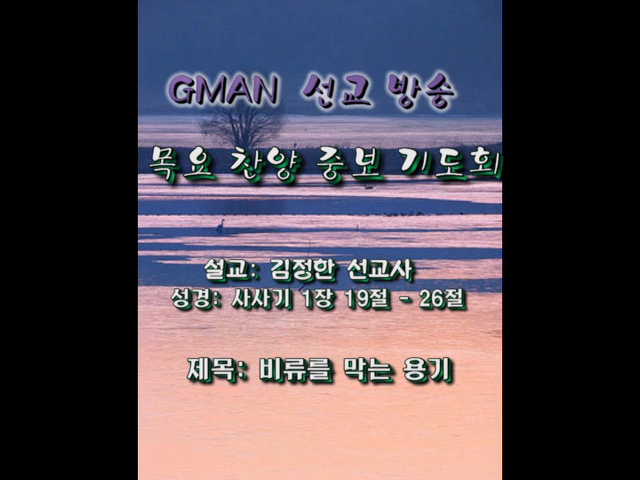 GMAN 선교 방송
목요 찬양 중보 기도회
설교: 김정한 선교사
성경: 사사기 1장 19절 - 26절
제목: 비류를 막는 용기